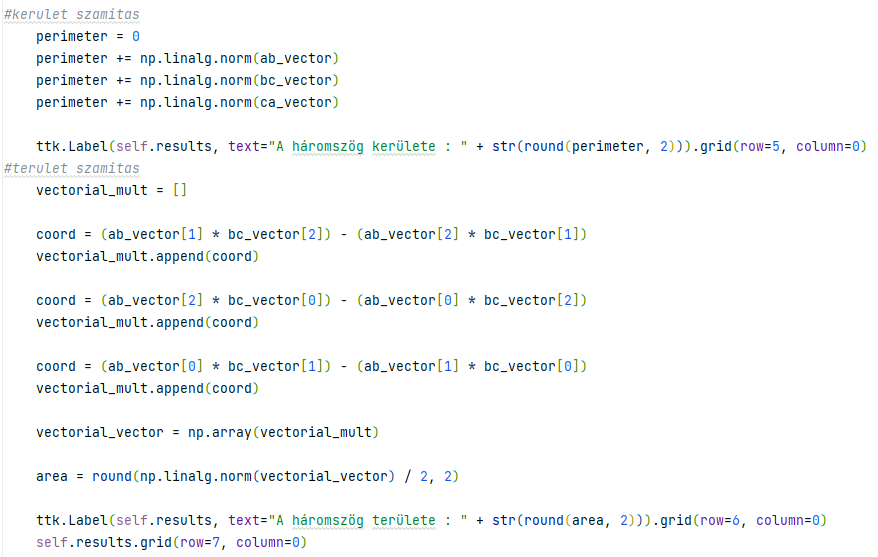 #kerulet szamitas
    perimeter = 0
    perimeter += np.linalg.norm(ab_vector)
    perimeter += np.linalg.norm(bc_vector)
    perimeter += np.linalg.norm(ca_vector)

    ttk.Label(self.results, text="A háromszög kerülete : " + str(round(perimeter, 2))).grid(row=5, column=0)
#terulet szamitas
    vectorial_mult = []

    coord = (ab_vector[1] * bc_vector[2]) - (ab_vector[2] * bc_vector[1])
    vectorial_mult.append(coord)

    coord = (ab_vector[2] * bc_vector[0]) - (ab_vector[0] * bc_vector[2])
    vectorial_mult.append(coord)

    coord = (ab_vector[0] * bc_vector[1]) - (ab_vector[1] * bc_vector[0])
    vectorial_mult.append(coord)

    vectorial_vector = np.array(vectorial_mult)

    area = round(np.linalg.norm(vectorial_vector) / 2, 2)

    ttk.Label(self.results, text="A háromszög területe : " + str(round(area, 2))).grid(row=6, column=0)
    self.results.grid(row=7, column=0)